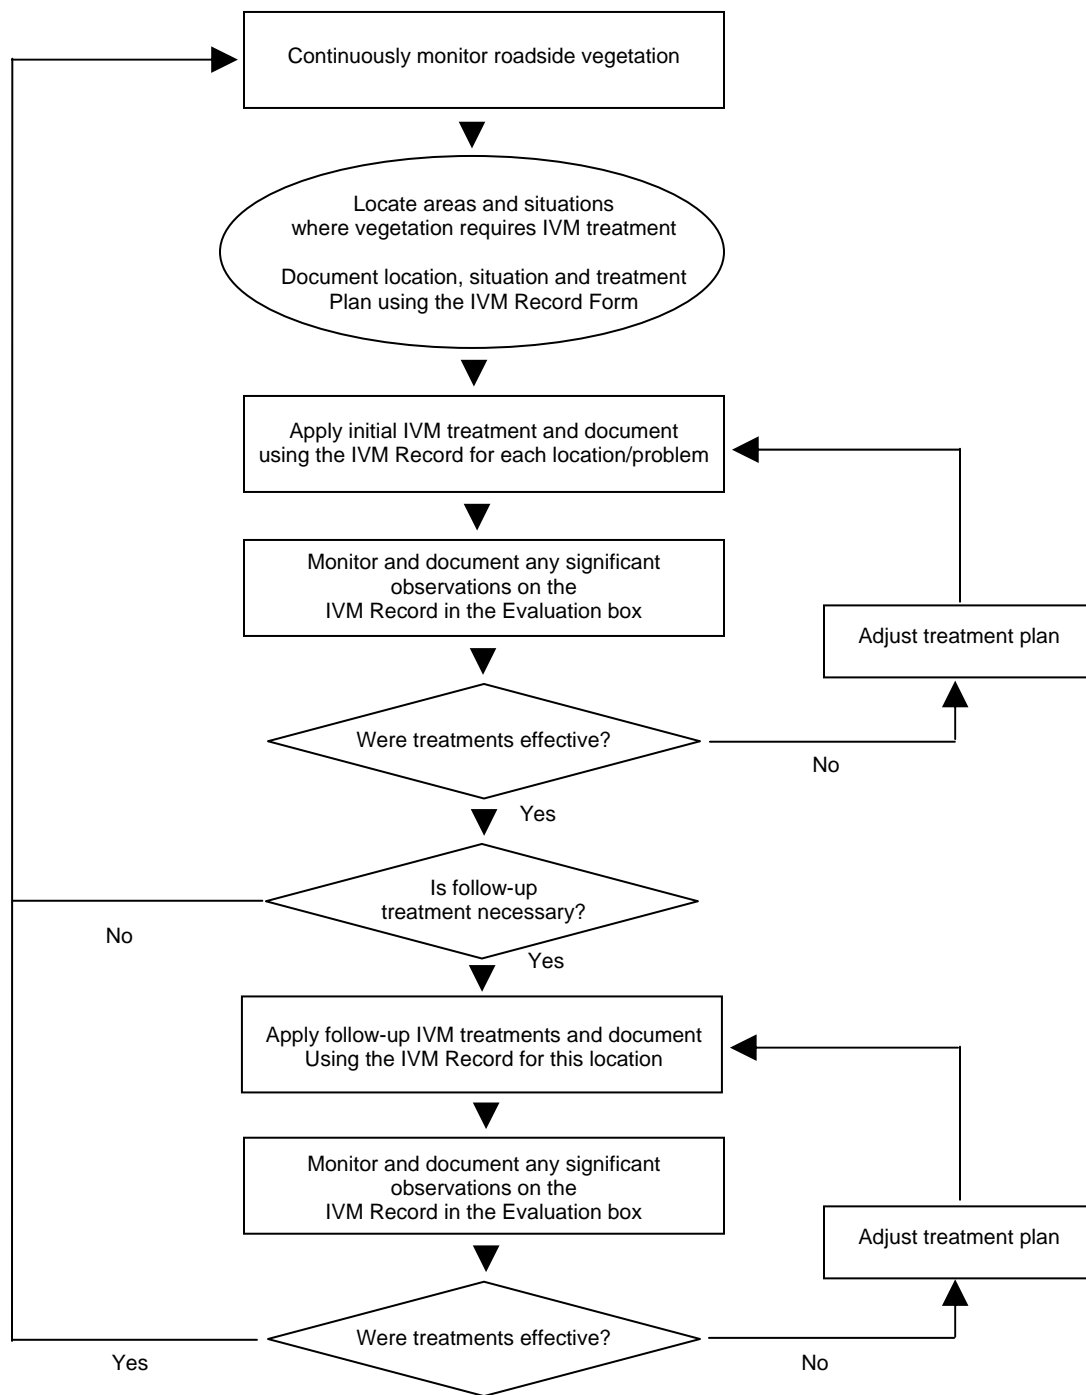 Continuously monitor roadside vegetation
Locate areas and situations
where vegetation requires IVM treatment
Document location, situation and treatment
Plan using the IVM Record Form
Apply initial IVM treatment and document
using the IVM Record for each location/problem
Monitor and document any significant
observations on the
IVM Record in the Evaluation box
Adjust treatment plan
Were treatments effective?
No
Yes
Is follow-up
treatment necessary?
No
Yes
Apply follow-up IVM treatments and document
Using the IVM Record for this location
Monitor and document any significant
observations on the
IVM Record in the Evaluation box
Adjust treatment plan
Were treatments effective?
Yes
No